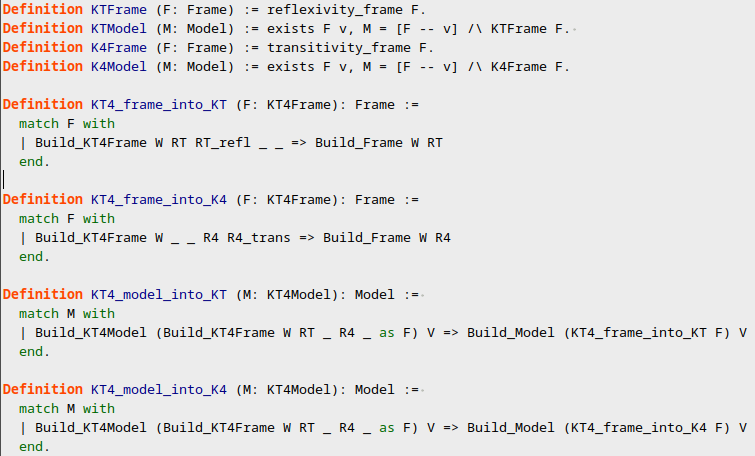 Definition KTFrame (F: Frame) := reflexivity_frame F.
Definition KTModel (M: Model) := exists F v, M = [F -- v] /\ KTFrame F.
Definition K4Frame (F: Frame) := transitivity_frame F.
Definition K4Model (M: Model) := exists F v, M = [F -- v] /\ K4Frame F.
Definition KT4_frame_into_KT (F: KT4Frame): Frame :=
match F with
| Build_KT4Frame W RT RT_refl _ _ => Build_Frame W RT
end.
Definition KT4_frame_into_K4 (F: KT4Frame): Frame :=
match F with
| Build_KT4Frame W _ _ R4 R4_trans => Build_Frame W R4
end.
Definition KT4_model_into_KT (M: KT4Model): Model :=
match M with
| Build_KT4Model (Build_KT4Frame W RT _ R4 _ as F) V => Build_Model (KT4_frame_into_KT F) V
end.
Definition KT4_model_into_K4 (M: KT4Model): Model :=
match M with
| Build_KT4Model (Build_KT4Frame W RT _ R4 _ as F) V => Build_Model (KT4_frame_into_K4 F) V
end.